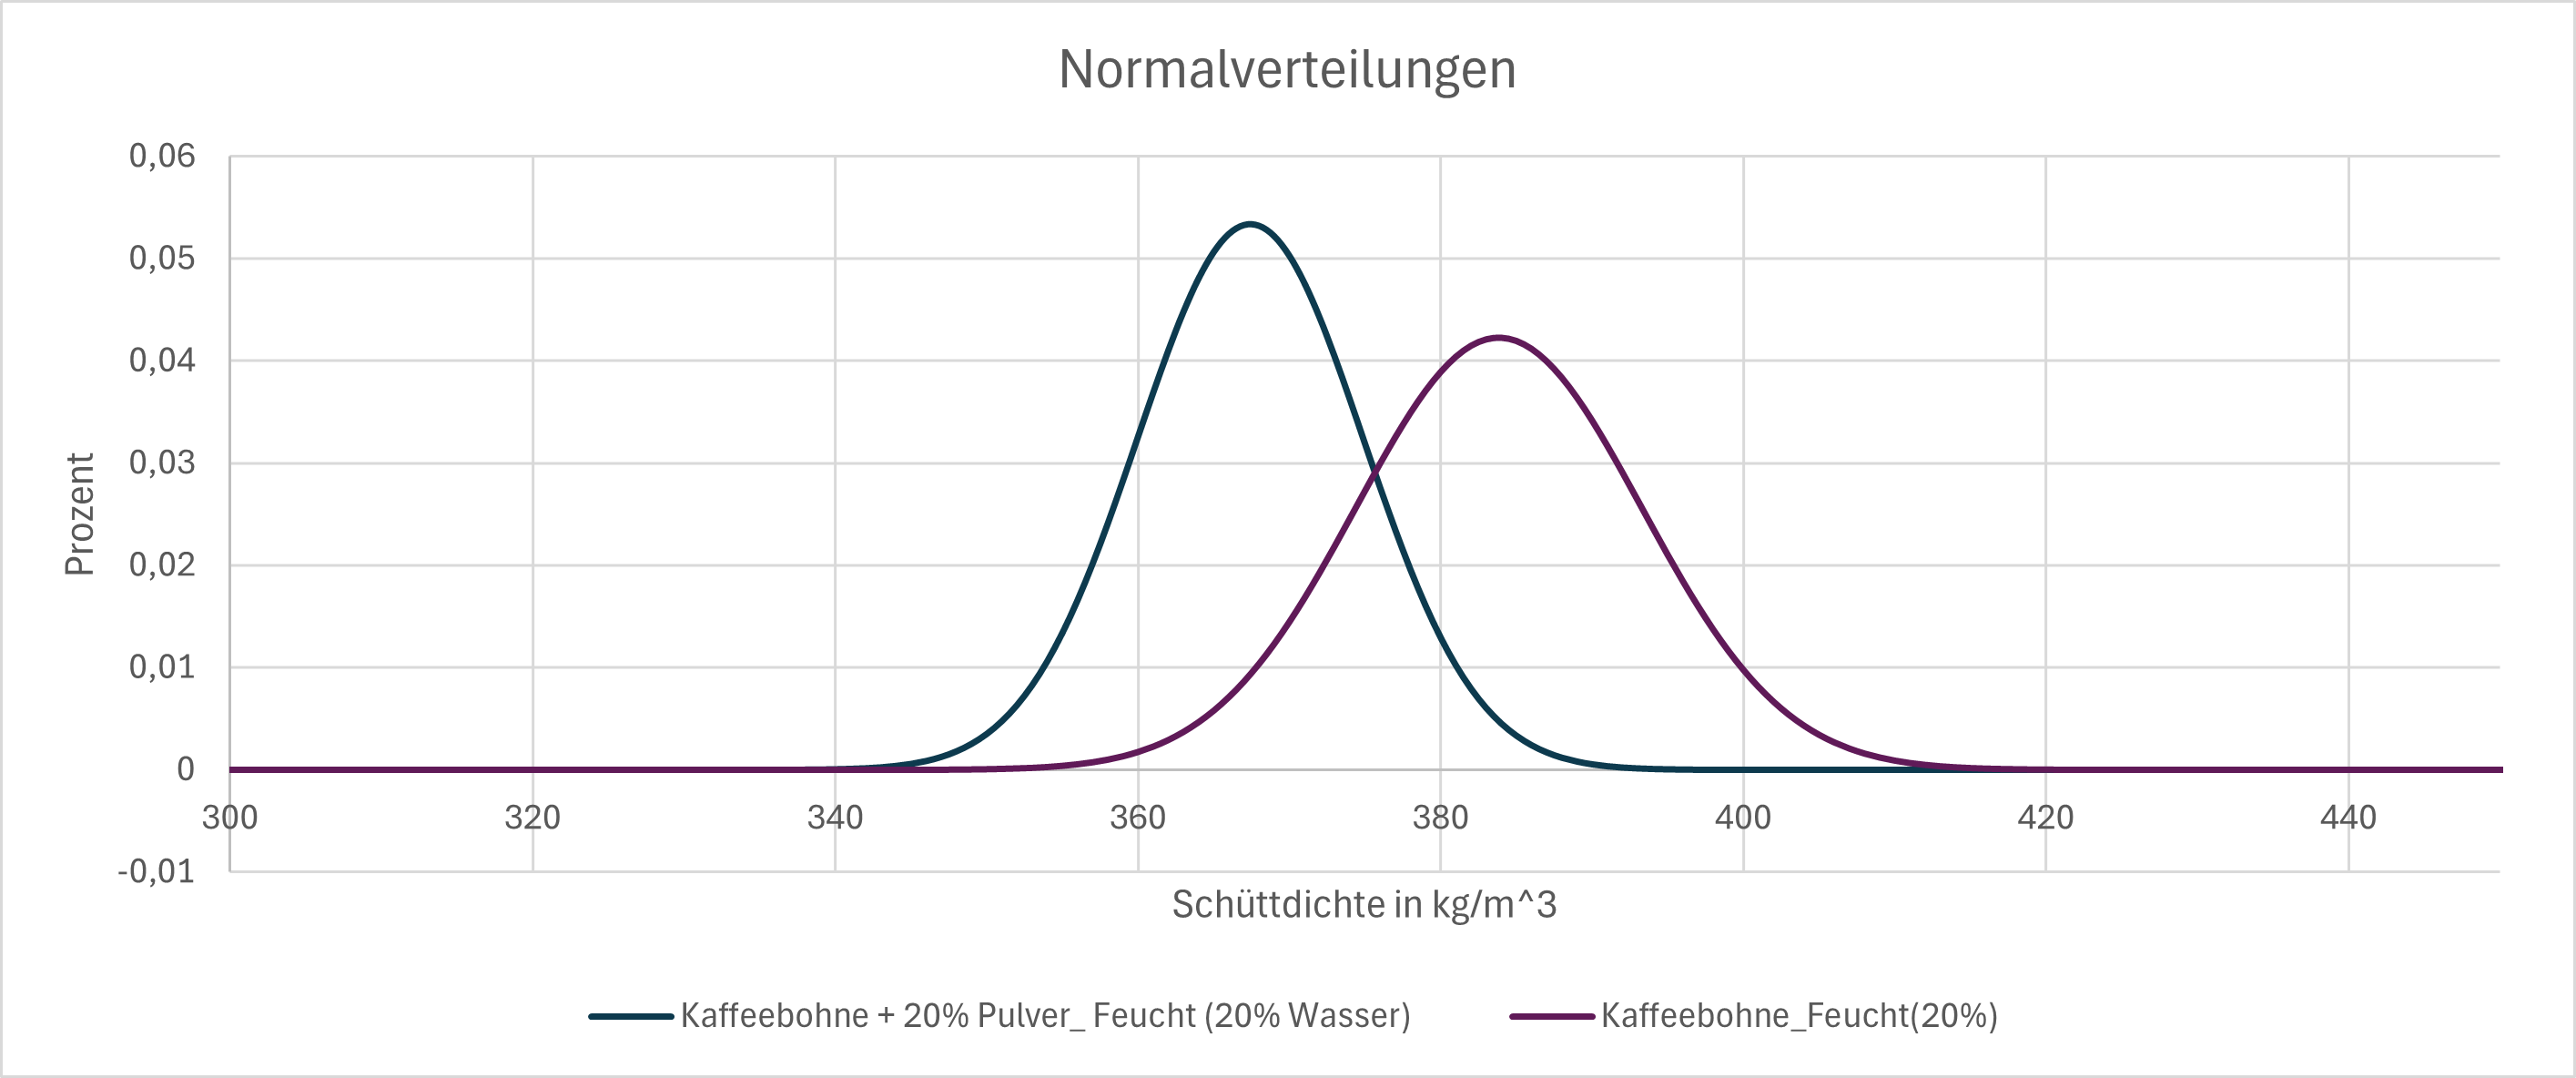 Normalverteilungen
0,06
0,05
0,04
0,03
0,02
0,01
0
-0,01
Prozent
300 320 340 360 380 400 420 440
Schüttdichte in kg/m^3
Kaffeebohne + 20% Pulver_ Feucht (20% Wasser) Kaffeebohne_Feucht(20%)